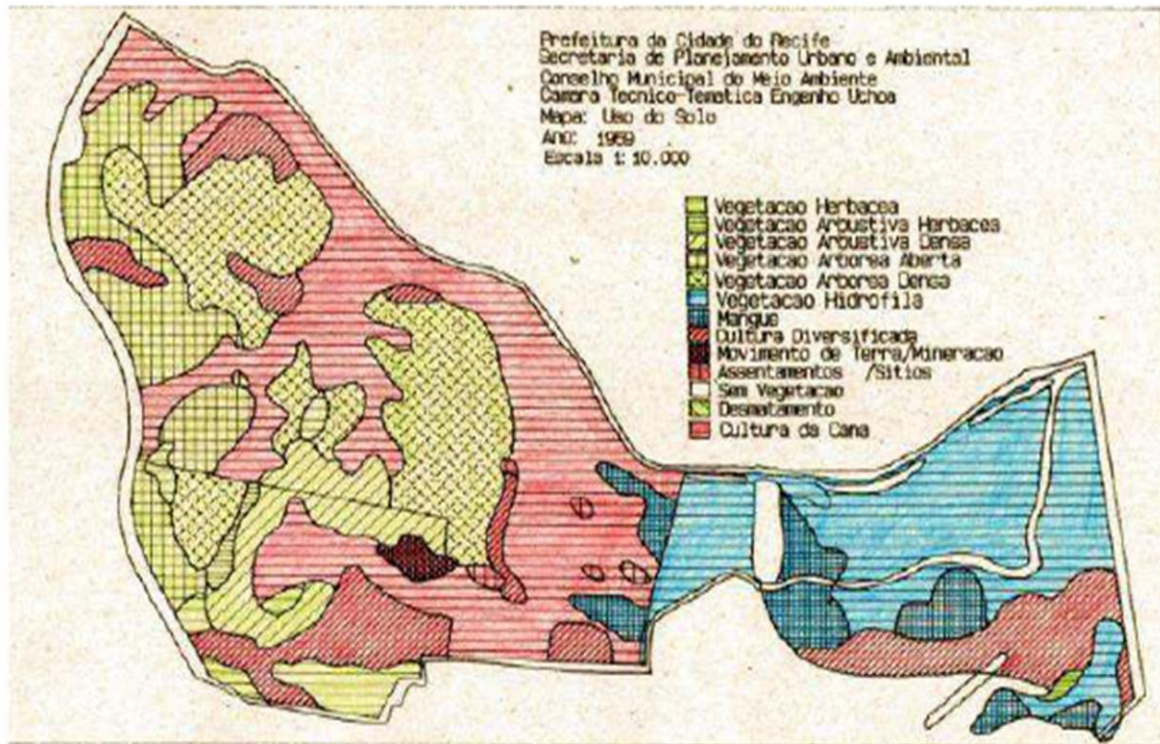 Prefeitura da Cidade do Recife
Secretaria de Planejamento Urbano e Ambiental
Conselho Municipal do Meio Ambiente
Camara Tecnico-Tematica Engenho Uchoa
Mapa: Uso do Solo
Ano: 1989
Escala 1: 10.000
Vegetacao Herbacea
Vegetacao Arbustiva Herbacea
Vegetacao Arbustiva Densa
Vegetacao Arborea Aberta
Vegetacao Arborea Densa
Vegetacao Hidrofila
Mangue
Cultura Diversificada
Movimento de Terra/Mineracao
Assentamentos /Sitios
Sem Vegetacao
Desmatamento
Cultura da Cana